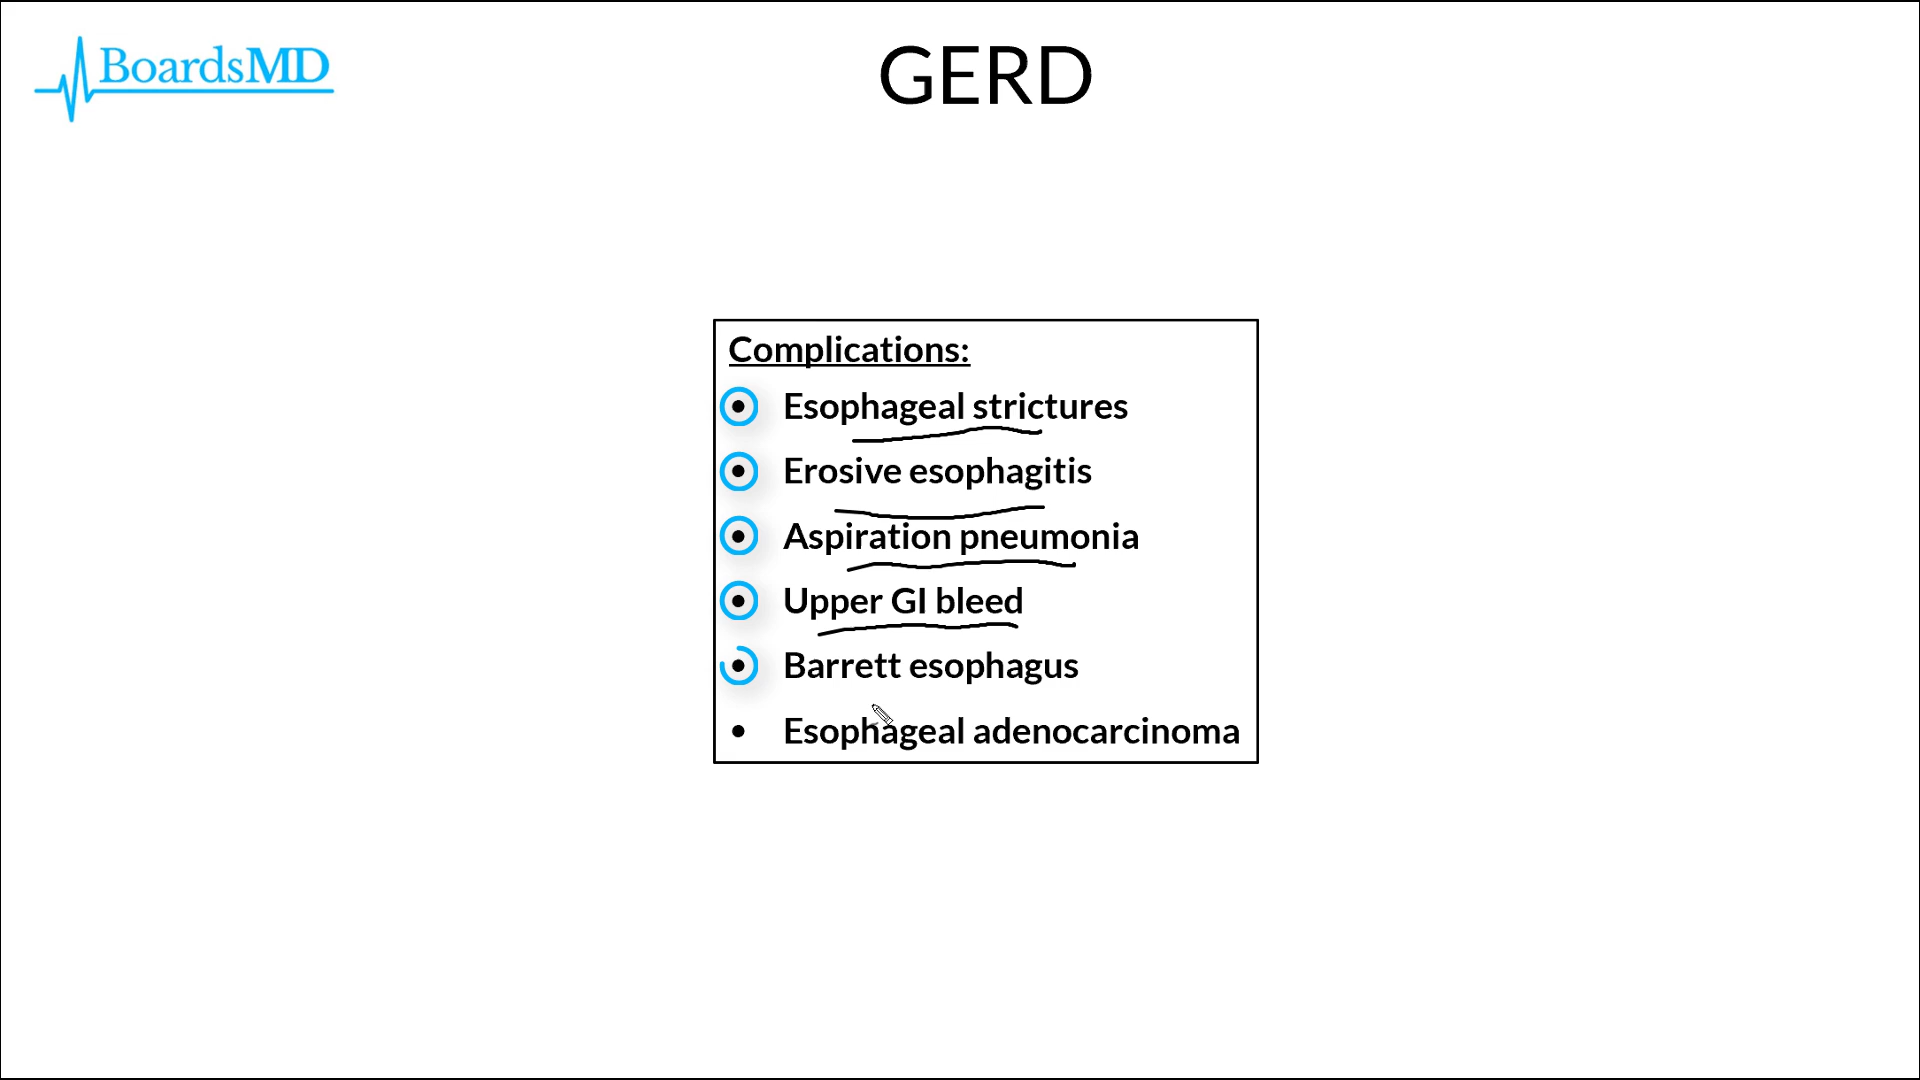 BoardsMD
GERD
Complications:
• Esophageal strictures
• Erosive esophagitis
• Aspiration pneumonia
• Upper GI bleed
• Barrett esophagus
• Esophageal adenocarcinoma